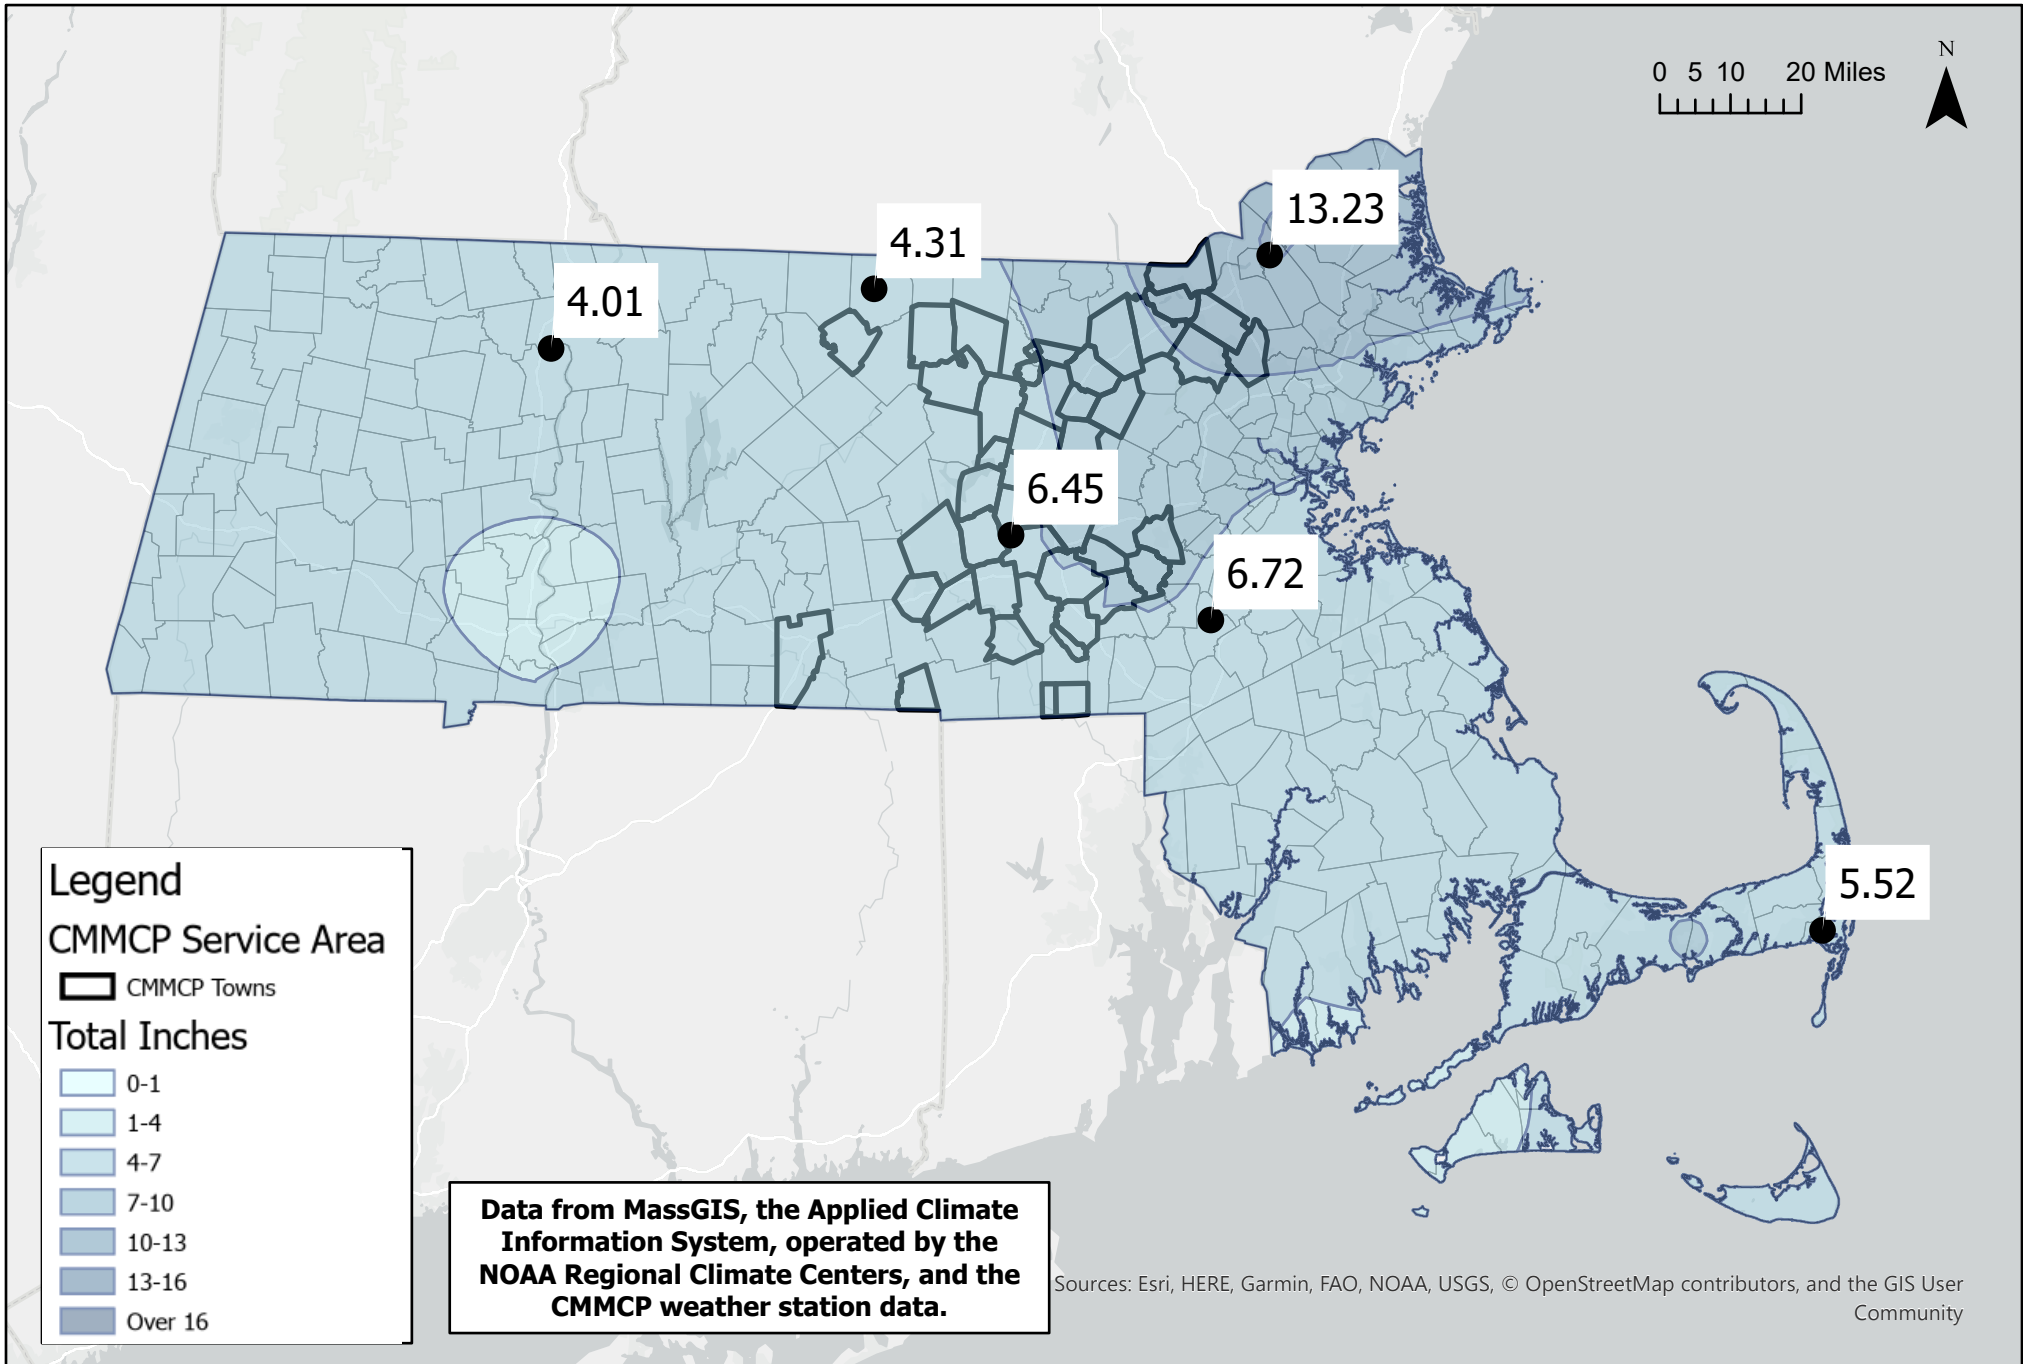 N
0 5 10 20 Miles
13.23
4.31
4.01
6.45
6.72
5.52
Legend
CMMCP Service Area
CMMCP Towns
Total Inches
0-1
1-4
4-7
7-10
10-13
13-16
Over 16
Data from MassGIS, the Applied Climate
Information System, operated by the
NOAA Regional Climate Centers, and the
CMMCP weather station data.
Sources: Esri, HERE, Garmin, FAO, NOAA, USGS, © OpenStreetMap contributors, and the GIS User
Community